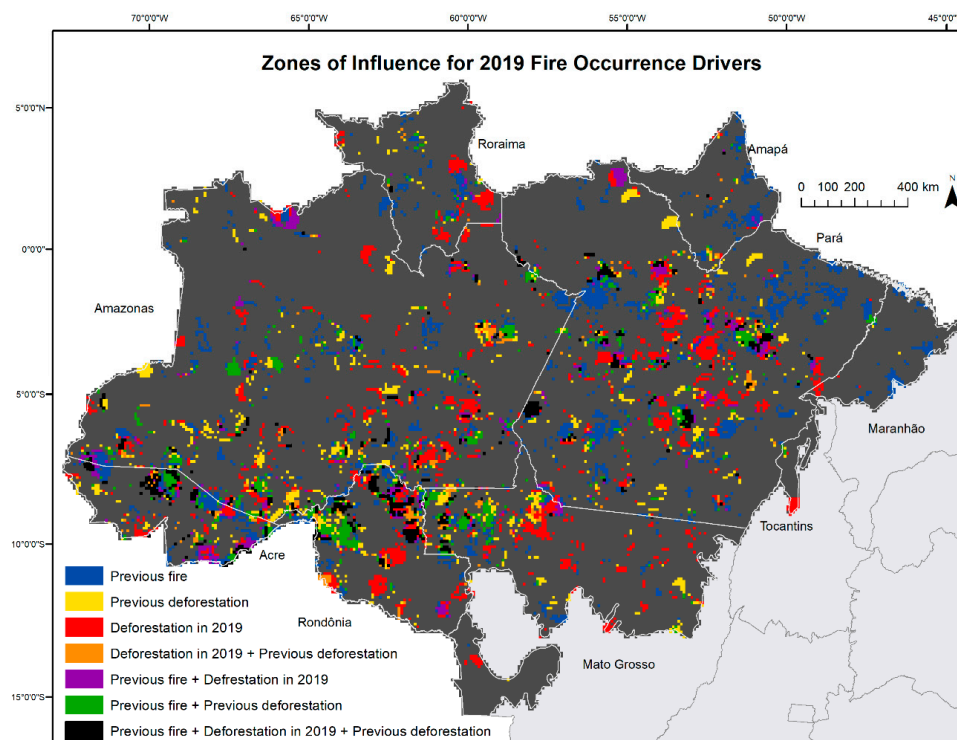 70°0'0"W 65°0'0"W 60°0'0"W 55°0'0"W 50°0'0"W 45°0'
Zones of Influence for 2019 Fire Occurrence Drivers
5°0'0"N
Roraima
Amapá
N
0 100 200 400 km
Pará
0°0'0"
Amazonas
5°0'0"S
Maranhão
Tocantins
10°0'0"S
Acre
Previous fire
Previous deforestation
Deforestation in 2019
Rondônia
Deforestation in 2019 + Previous deforestation
Mato Grosso
Previous fire + Defrestation in 2019
15°0'0"S
Previous fire + Previous deforestation
Previous fire + Deforestation in 2019 + Previous deforestation